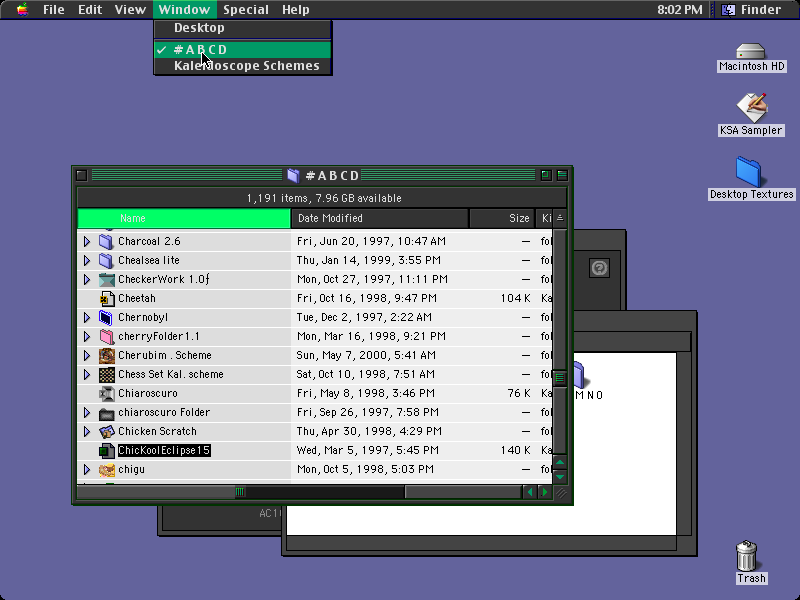 File Edit View Window Special Help 8:02 PM Finder
Desktop
✓ #ABCD
Kaleidoscope Schemes
Macintosh HD
KSA Sampler
Desktop Textures
#ABCD
1,191 items, 7.96 GB available
Name Date Modified Size Ki
Charcoal 2.6 Fri, Jun 20, 1997, 10:47 AM — fol
Chealsea lite Thu, Jan 14, 1999, 3:55 PM — fol
CheckerWork 1.0ƒ Mon, Oct 27, 1997, 11:11 PM — fol
Cheetah Fri, Oct 16, 1998, 9:47 PM 104 K Ka
Chernobyl Tue, Dec 2, 1997, 2:22 AM — fol
cherryFolder1.1 Mon, Mar 16, 1998, 9:21 PM — fol
Cherubim . Scheme Sun, May 7, 2000, 5:41 AM — fol
Chess Set Kal. scheme Sat, Oct 10, 1998, 7:51 AM — fol
Chiaroscuro Fri, May 8, 1998, 3:46 PM 76 K Ka
chiaroscuro Folder Fri, Sep 26, 1997, 7:58 PM — fol
Chicken Scratch Thu, Apr 30, 1998, 4:29 PM — fol
ChicKoolEclipse15 Wed, Mar 5, 1997, 5:45 PM 140 K Ka
chigu Mon, Oct 5, 1998, 5:03 PM — fol
M N O
Trash